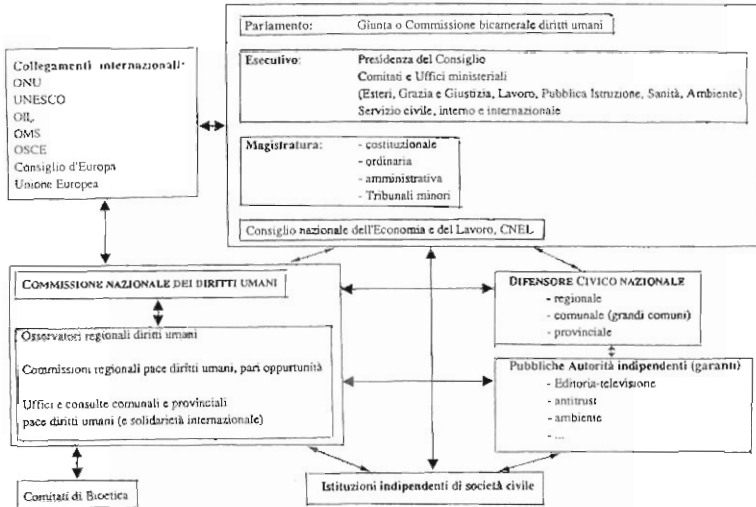 Collegamenti internazionali:
ONU
UNESCO
OIL
OMS
OSCE
Consiglio d'Europa
Unione Europea
Parlamento: Giunta o Commissione bicamerale diritti umani
Esecutivo: Presidenza del Consiglio
Comitati e Uffici ministeriali
(Esteri, Grazia e Giustizia, Lavoro, Pubblica Istruzione, Sanità, Ambiente)
Servizio civile, interno e internazionale
Magistratura: - costituzionale
- ordinaria
- amministrativa
- Tribunali minori
Consiglio nazionale dell'Economia e del Lavoro, CNEL
COMMISSIONE NAZIONALE DEI DIRITTI UMANI
Osservatori regionali diritti umani
Commissioni regionali pace diritti umani, pari oppurtunità
Uffici e consulte comunali e provinciali
pace diritti umani (e solidarietà internazionale)
DIFENSORE CIVICO NAZIONALE
- regionale
- comunale (grandi comuni)
- provinciale
Pubbliche Autorità indipendenti (garanti)
- Editoria-televisione
- antitrust
- ambiente
- ...
Comitati di Bioetica
Istituzioni indipendenti di società civile